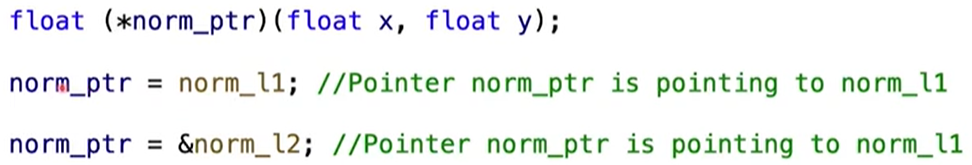 float (*norm_ptr)(float x, float y);
norm_ptr = norm_l1; //Pointer norm_ptr is pointing to norm_l1
norm_ptr = &norm_l2; //Pointer norm_ptr is pointing to norm_l1